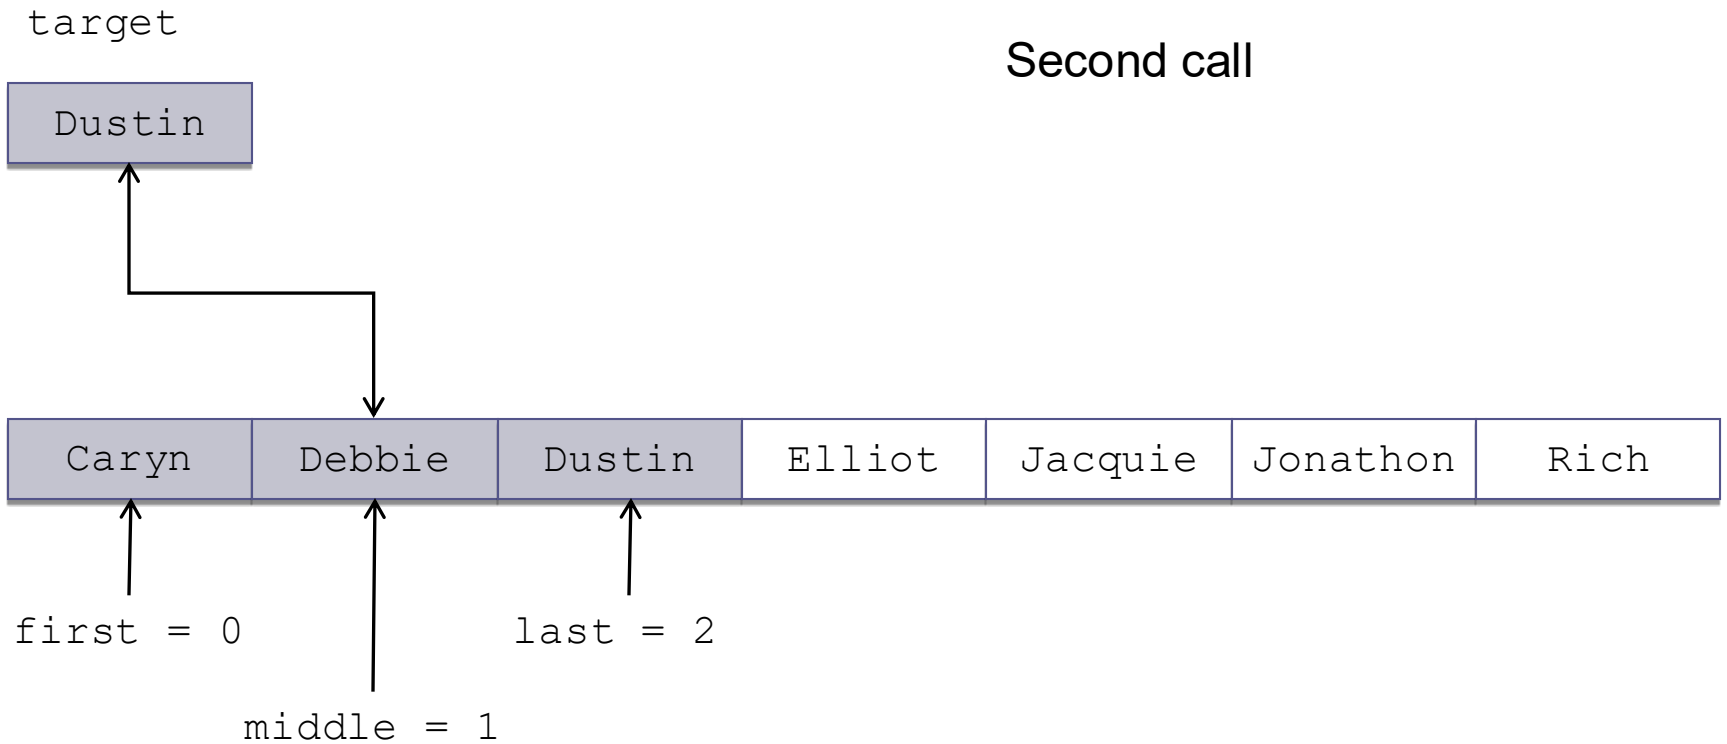 target
Second call
Dustin
Caryn Debbie Dustin Elliot Jacquie Jonathon Rich
first = 0 last = 2
middle = 1